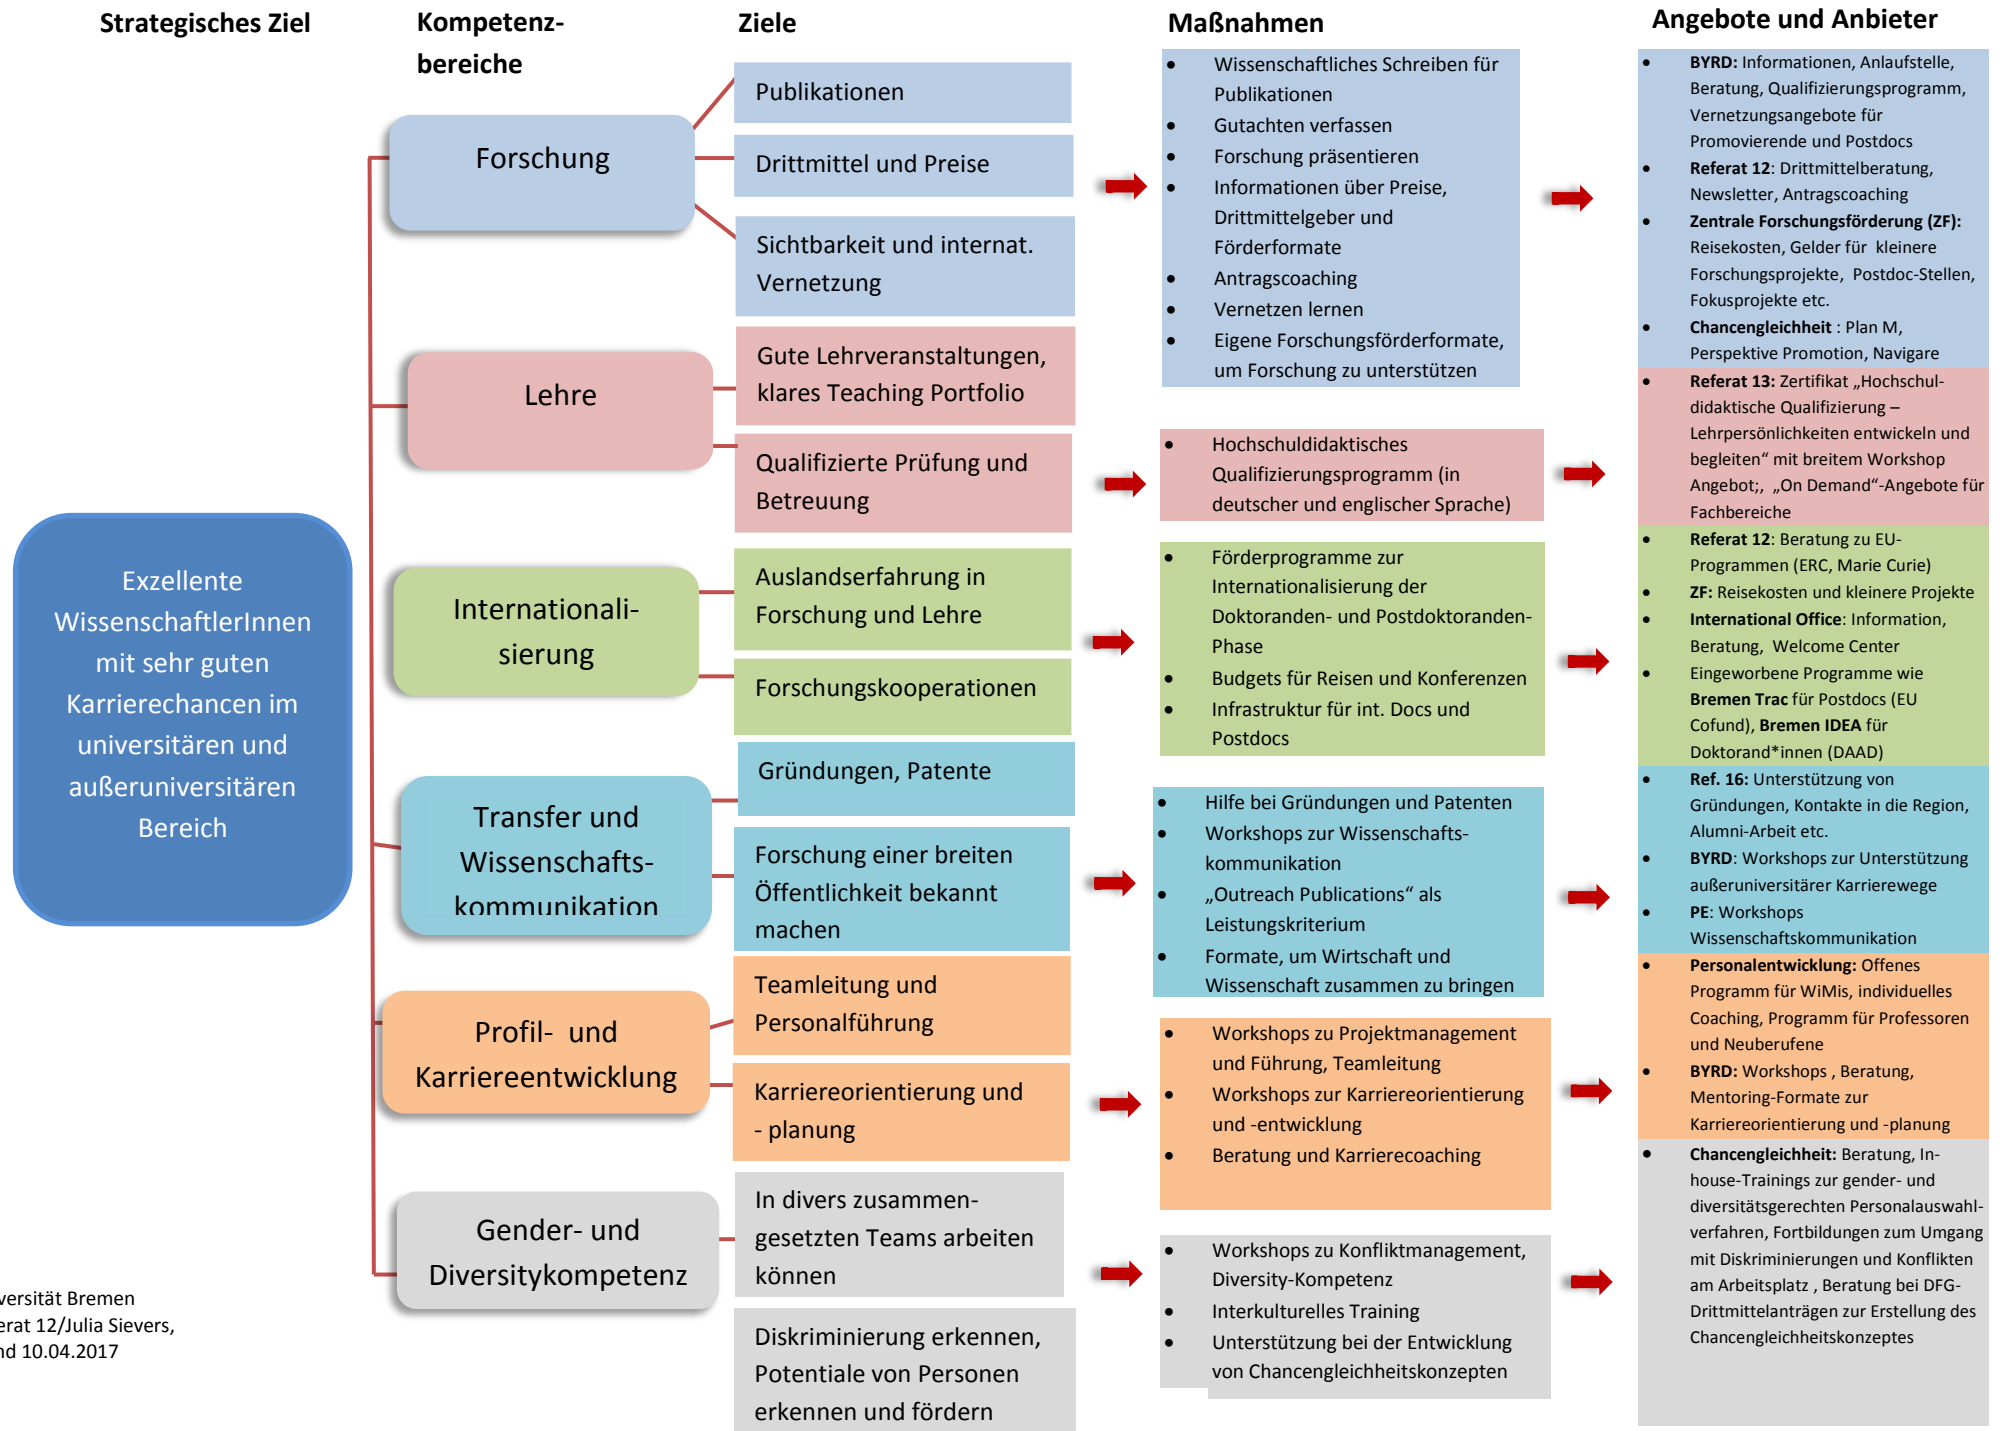 Strategisches Ziel
Kompetenz-
bereiche
Ziele
Maßnahmen
Angebote und Anbieter
Exzellente
WissenschaftlerInnen
mit sehr guten
Karrierechancen im
universitären und
außeruniversitären
Bereich
Forschung
Publikationen
Drittmittel und Preise
Sichtbarkeit und internat.
Vernetzung
• Wissenschaftliches Schreiben für
Publikationen
• Gutachten verfassen
• Forschung präsentieren
• Informationen über Preise,
Drittmittelgeber und
Förderformate
• Antragscoaching
• Vernetzen lernen
• Eigene Forschungsförderformate,
um Forschung zu unterstützen
• BYRD: Informationen, Anlaufstelle,
Beratung, Qualifizierungsprogramm,
Vernetzungsangebote für
Promovierende und Postdocs
• Referat 12: Drittmittelberatung,
Newsletter, Antragscoaching
• Zentrale Forschungsförderung (ZF):
Reisekosten, Gelder für kleinere
Forschungsprojekte, Postdoc-Stellen,
Fokusprojekte etc.
• Chancengleichheit : Plan M,
Perspektive Promotion, Navigare
Lehre
Gute Lehrveranstaltungen,
klares Teaching Portfolio
Qualifizierte Prüfung und
Betreuung
• Hochschuldidaktisches
Qualifizierungsprogramm (in
deutscher und englischer Sprache)
• Referat 13: Zertifikat „Hochschul-
didaktische Qualifizierung –
Lehrpersönlichkeiten entwickeln und
begleiten“ mit breitem Workshop
Angebot;, „On Demand“-Angebote für
Fachbereiche
Internationali-
sierung
Auslandserfahrung in
Forschung und Lehre
Forschungskooperationen
• Förderprogramme zur
Internationalisierung der
Doktoranden- und Postdoktoranden-
Phase
• Budgets für Reisen und Konferenzen
• Infrastruktur für int. Docs und
Postdocs
• Referat 12: Beratung zu EU-
Programmen (ERC, Marie Curie)
• ZF: Reisekosten und kleinere Projekte
• International Office: Information,
Beratung, Welcome Center
• Eingeworbene Programme wie
Bremen Trac für Postdocs (EU
Cofund), Bremen IDEA für
Doktorand*innen (DAAD)
Transfer und
Wissenschafts-
kommunikation
Gründungen, Patente
Forschung einer breiten
Öffentlichkeit bekannt
machen
• Hilfe bei Gründungen und Patenten
• Workshops zur Wissenschafts-
kommunikation
• „Outreach Publications“ als
Leistungskriterium
• Formate, um Wirtschaft und
Wissenschaft zusammen zu bringen
• Ref. 16: Unterstützung von
Gründungen, Kontakte in die Region,
Alumni-Arbeit etc.
• BYRD: Workshops zur Unterstützung
außeruniversitärer Karrierewege
• PE: Workshops
Wissenschaftskommunikation
Profil- und
Karriereentwicklung
Teamleitung und
Personalführung
Karriereorientierung und
- planung
• Workshops zu Projektmanagement
und Führung, Teamleitung
• Workshops zur Karriereorientierung
und -entwicklung
• Beratung und Karrierecoaching
• Personalentwicklung: Offenes
Programm für WiMis, individuelles
Coaching, Programm für Professoren
und Neuberufene
• BYRD: Workshops , Beratung,
Mentoring-Formate zur
Karriereorientierung und -planung
Gender- und
Diversitykompetenz
In divers zusammen-
gesetzten Teams arbeiten
können
Diskriminierung erkennen,
Potentiale von Personen
erkennen und fördern
• Workshops zu Konfliktmanagement,
Diversity-Kompetenz
• Interkulturelles Training
• Unterstützung bei der Entwicklung
von Chancengleichheitskonzepten
• Chancengleichheit: Beratung, In-
house-Trainings zur gender- und
diversitätsgerechten Personalauswahl-
verfahren, Fortbildungen zum Umgang
mit Diskriminierungen und Konflikten
am Arbeitsplatz , Beratung bei DFG-
Drittmittelanträgen zur Erstellung des
Chancengleichheitskonzeptes
versität Bremen
erat 12/Julia Sievers,
nd 10.04.2017